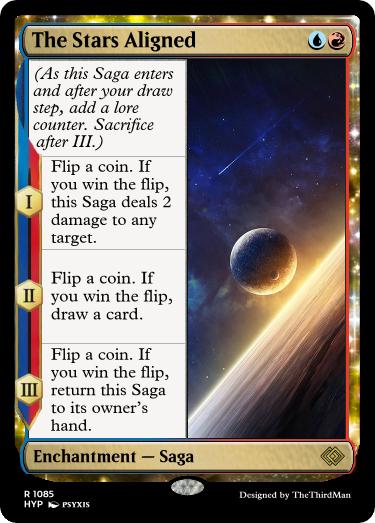 The Stars Aligned
(As this Saga enters
and after your draw
step, add a lore
counter. Sacrifice
after III.)
I
Flip a coin. If
you win the flip,
this Saga deals 2
damage to any
target.
II
Flip a coin. If
you win the flip,
draw a card.
III
Flip a coin. If
you win the flip,
return this Saga
to its owner's
hand.
Enchantment — Saga
R 1085
HYP PSYXIS
Designed by TheThirdMan